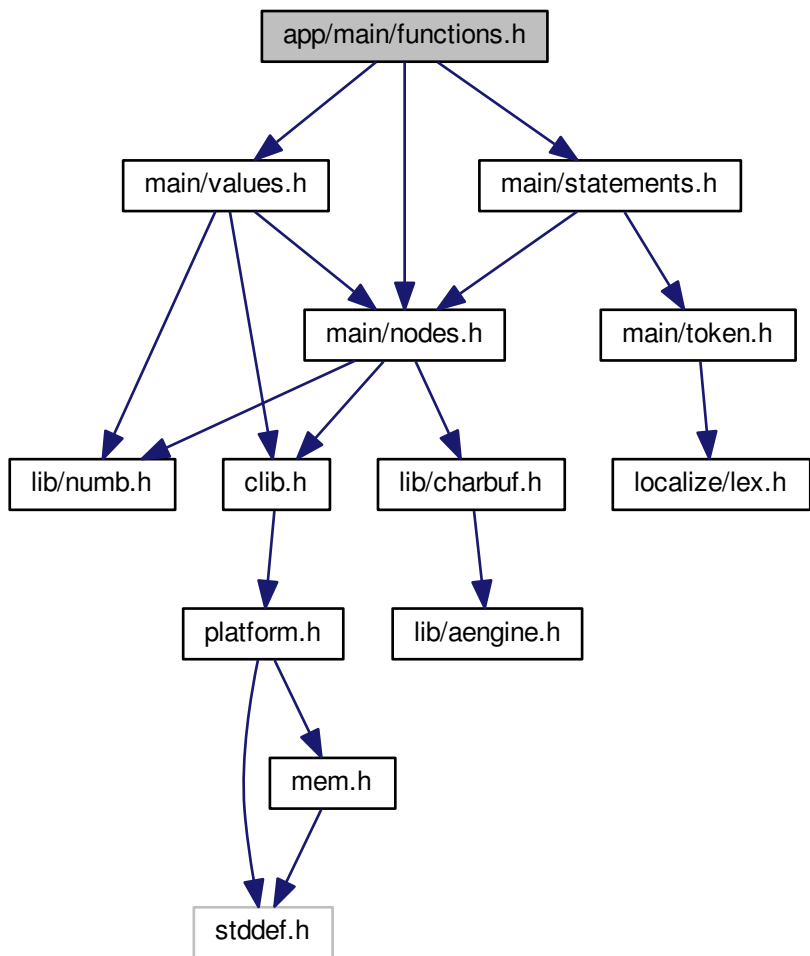 app/main/functions.h
main/values.h
main/statements.h
main/nodes.h
main/token.h
lib/numb.h
clib.h
lib/charbuf.h
localize/lex.h
platform.h
lib/aengine.h
mem.h
stddef.h